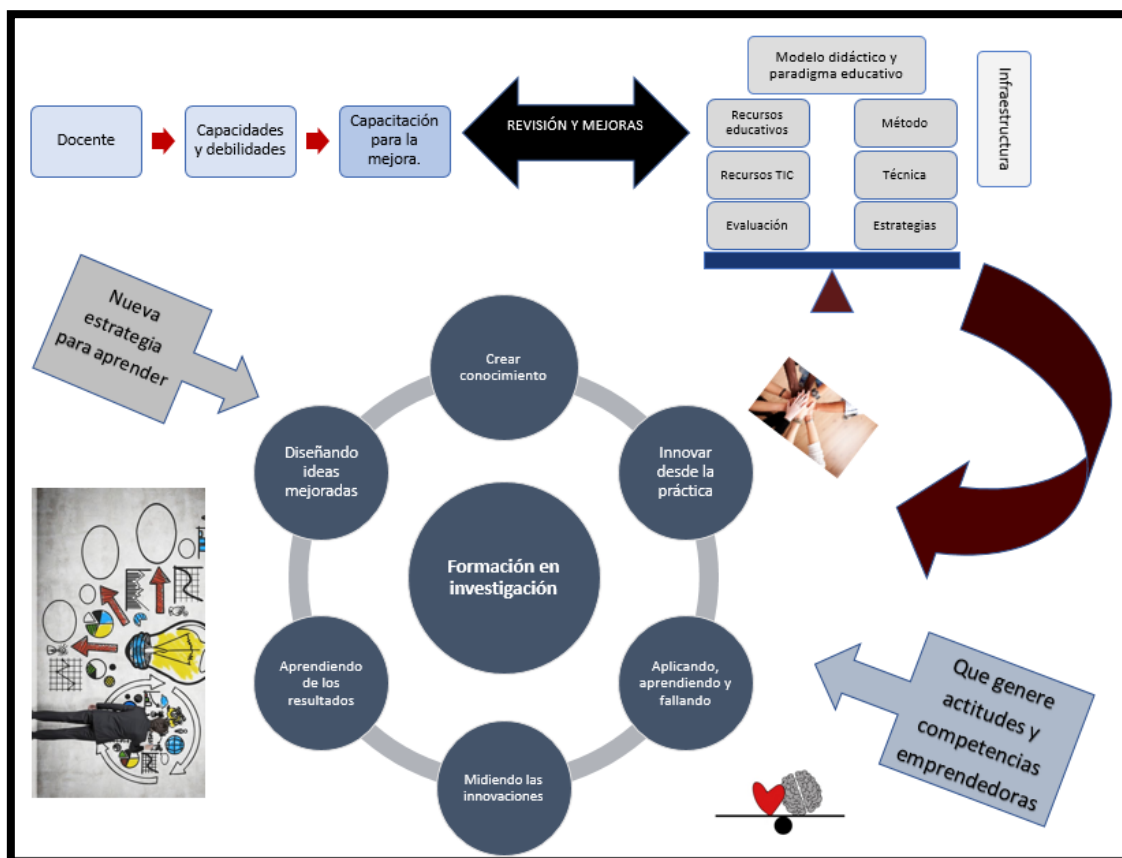 Docente
Capacidades
y debilidades
Capacitación
para la
mejora.
REVISIÓN Y MEJORAS
Modelo didáctico y
paradigma educativo
Recursos
educativos
Método
Recursos TIC
Técnica
Evaluación
Estrategias
Infraestructura
Nueva
estrategia
para aprender
Crear
conocimiento
Diseñando
ideas
mejoradas
Innovar
desde la
práctica
Formación en
investigación
Aprendiendo
de los
resultados
Aplicando,
aprendiendo y
fallando
Midiendo las
innovaciones
Que genere
actitudes y
competencias
emprendedoras